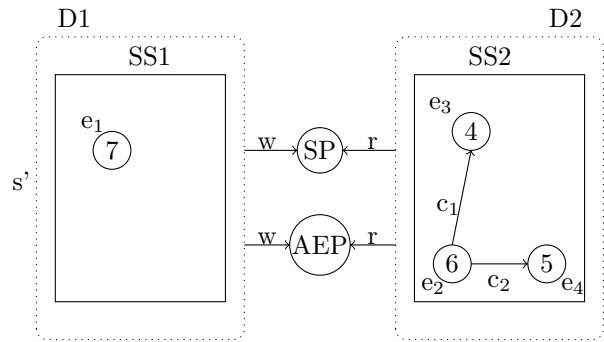 D1 D2
SS1 SS2
e₃
e₁ 4
7 w SP r
s'
c₁
w AEP r
6 5
e₂ c₂ e₄